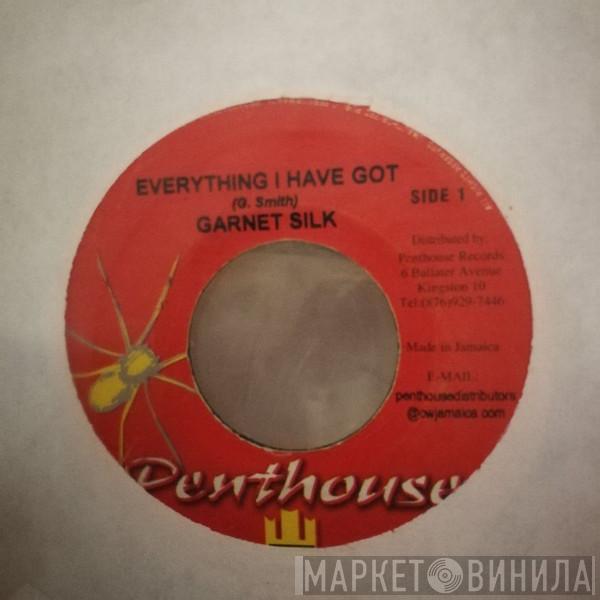 EVERYTHING I HAVE GOT
(G. Smith)
GARNET SILK
SIDE 1
Distributed by:
Penthouse Records
6 Ballater Avenue
Kingston 10
Tel:(876)929-7446
Made in Jamaica
E-MAIL:
penthousedistributors
@cwjamaica.com
Penthouse
МАРКЕТ ВИНИЛА